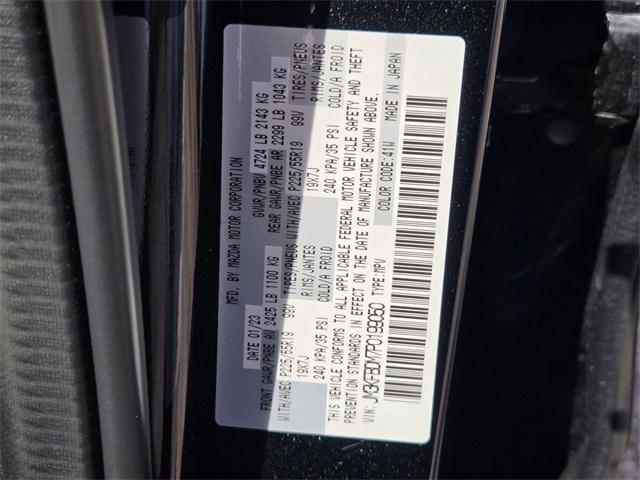 MFD. BY MAZDA MOTOR CORPORATION
DATE 01/23 GVWR/PNBV 4724 LB 2143 KG
FRONT GAWR/PNBE AV 2425 LB 1100 KG REAR GAWR/PNBE AR 2299 LB 1043 KG
WITH/AVEC P225/55R19 99V TIRES/PNEUS WITH/AVEC P225/55R19 99V TIRES/PNEUS
19X7J RIMS/JANTES 19X7J RIMS/JANTES
240 KPA/35 PSI COLD/A FROID 240 KPA/35 PSI COLD/A FROID
THIS VEHICLE CONFORMS TO ALL APPLICABLE FEDERAL MOTOR VEHICLE SAFETY AND THEFT
PREVENTION STANDARDS IN EFFECT ON THE DATE OF MANUFACTURE SHOWN ABOVE.
VIN: JM3KFBDM7P0199050 TYPE:MPV COLOR CODE:41W MADE IN JAPAN